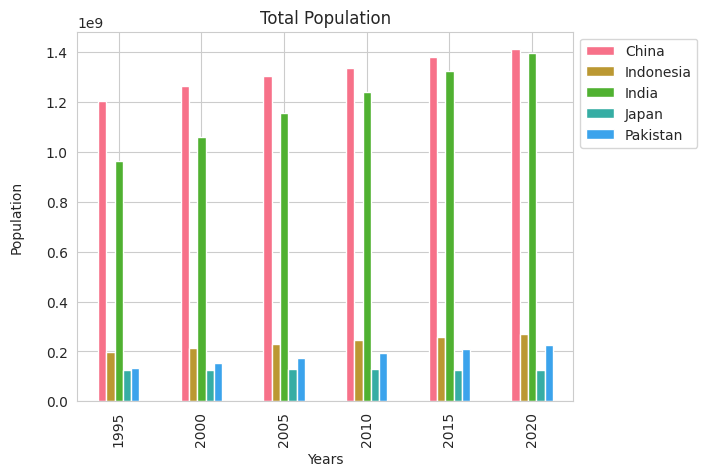 Total Population
1e9
1.4
1.2
1.0
0.8
0.6
0.4
0.2
0.0
Population
1995
2000
2005
2010
2015
2020
Years
China
Indonesia
India
Japan
Pakistan